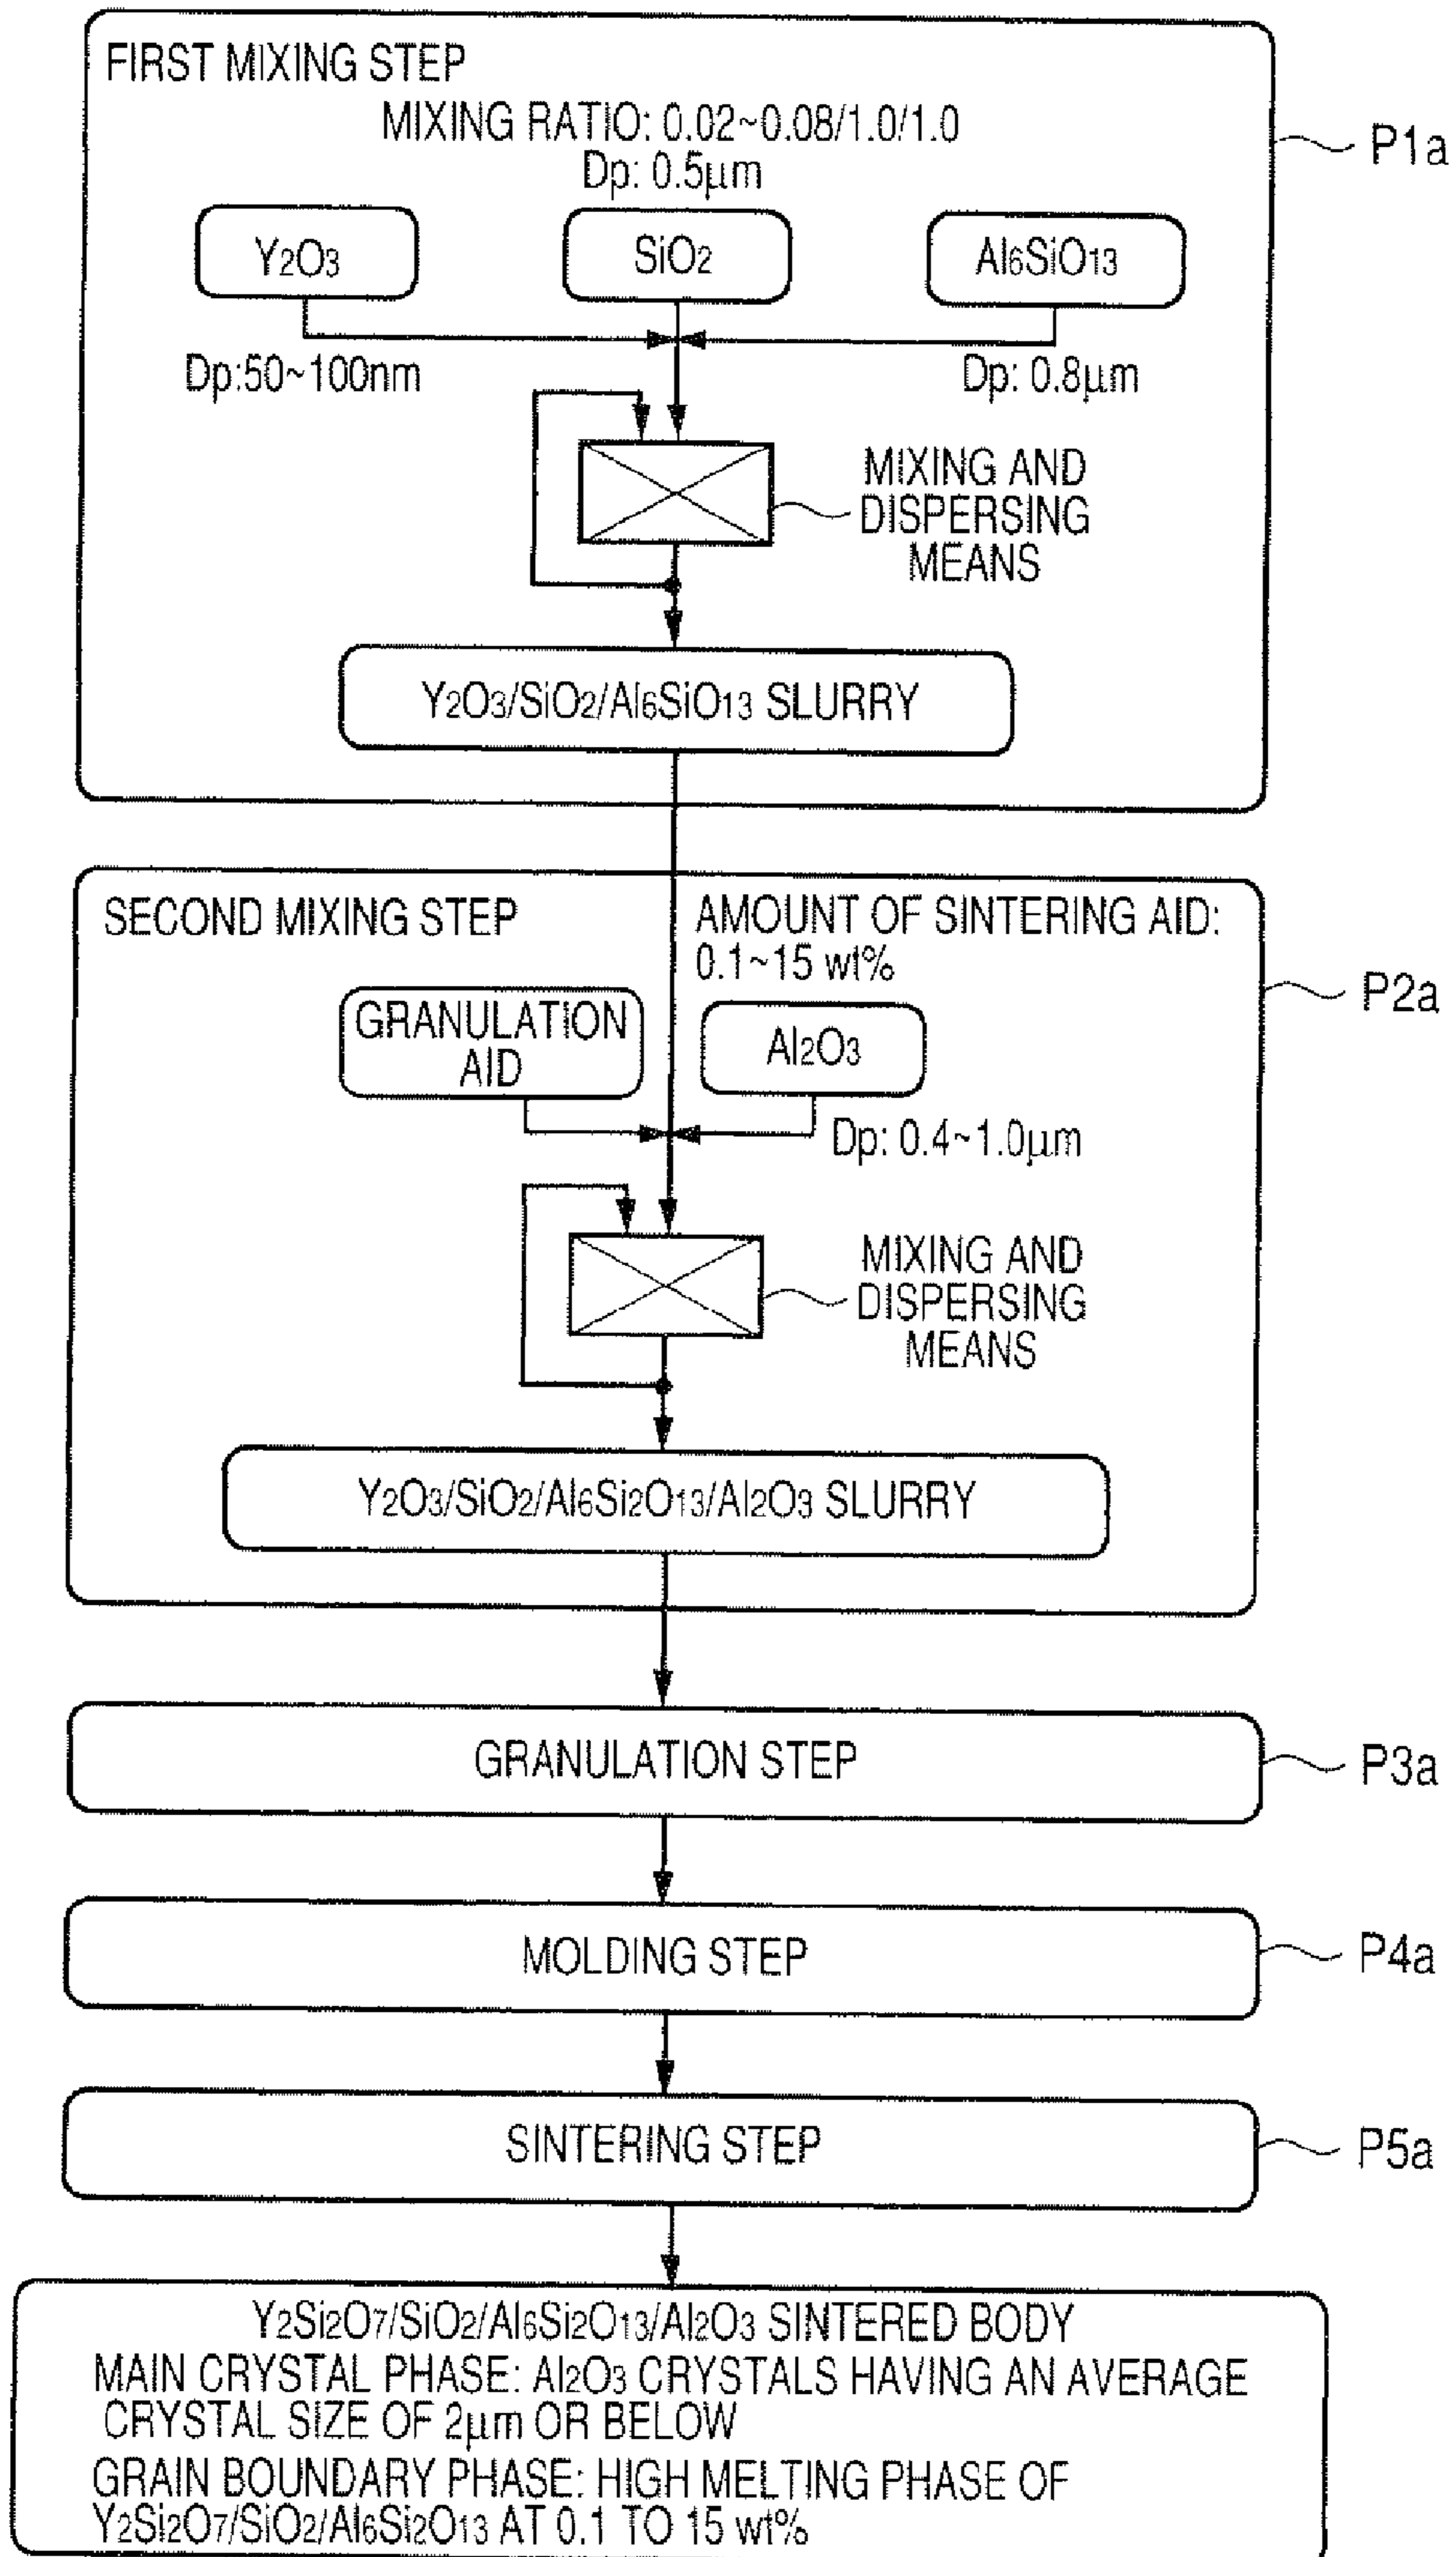 FIRST MIXING STEP
MIXING RATIO: 0.02~0.08/1.0/1.0
P1a
Dp: 0.5μm
Y2O3
SiO2
Al6SiO13
Dp:50~100nm
Dp: 0.8μm
MIXING AND
DISPERSING
MEANS
Y2O3/SiO2/Al6SiO13 SLURRY
SECOND MIXING STEP
AMOUNT OF SINTERING AID:
0.1~15 wt%
P2a
GRANULATION
AID
Al2O3
Dp: 0.4~1.0μm
MIXING AND
DISPERSING
MEANS
Y2O3/SiO2/Al6Si2O13/Al2O3 SLURRY
GRANULATION STEP
P3a
MOLDING STEP
P4a
SINTERING STEP
P5a
Y2Si2O7/SiO2/Al6Si2O13/Al2O3 SINTERED BODY
MAIN CRYSTAL PHASE: Al2O3 CRYSTALS HAVING AN AVERAGE
CRYSTAL SIZE OF 2μm OR BELOW
GRAIN BOUNDARY PHASE: HIGH MELTING PHASE OF
Y2Si2O7/SiO2/Al6Si2O13 AT 0.1 TO 15 wt%